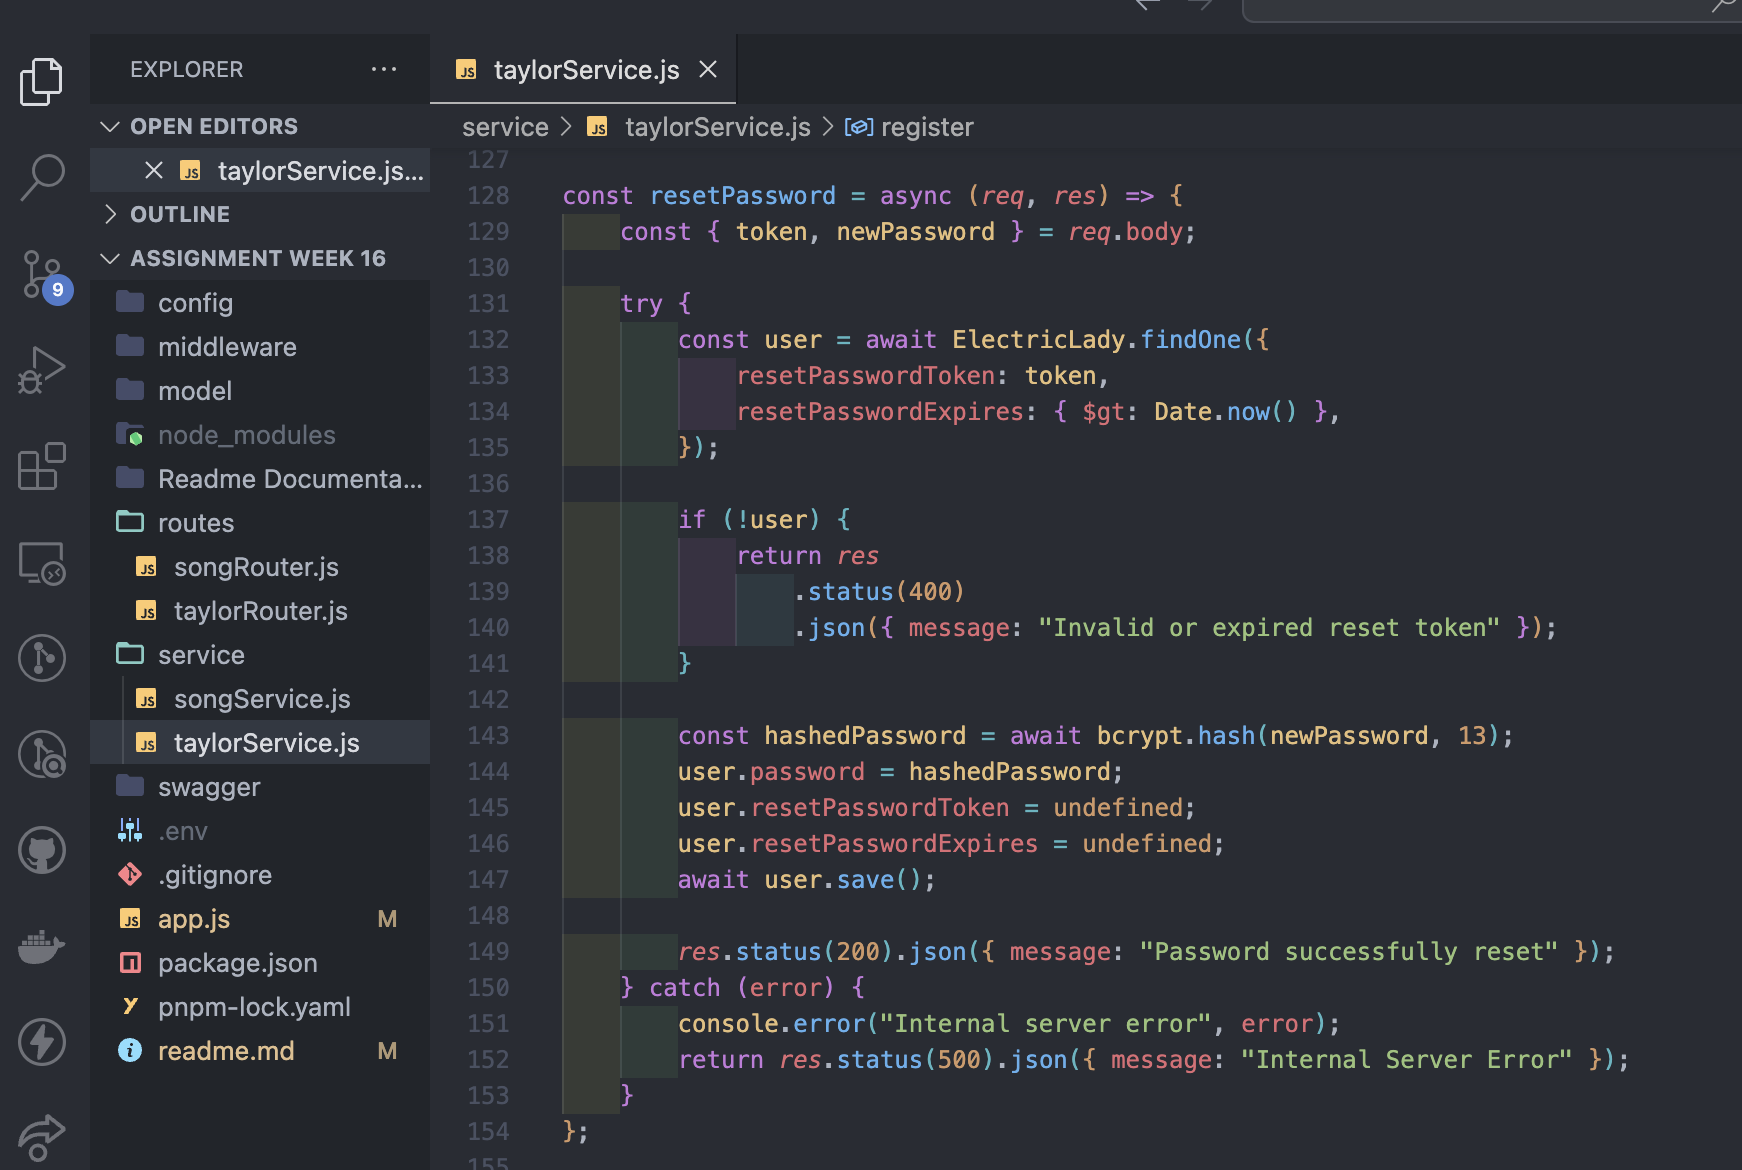 EXPLORER
OPEN EDITORS
taylorService.js...
OUTLINE
ASSIGNMENT WEEK 16
config
middleware
model
node_modules
Readme Documenta...
routes
JS songRouter.js
JS taylorRouter.js
service
JS songService.js
JS taylorService.js
swagger
.env
.gitignore
JS app.js M
package.json
pnpm-lock.yaml
readme.md M
9
JS taylorService.js
service > JS taylorService.js > register
127
128 const resetPassword = async (req, res) => {
129 const { token, newPassword } = req.body;
130
131 try {
132 const user = await ElectricLady.findOne({
133 resetPasswordToken: token,
134 resetPasswordExpires: { $gt: Date.now() },
135 });
136
137 if (!user) {
138 return res
139 .status(400)
140 .json({ message: "Invalid or expired reset token" });
141 }
142
143 const hashedPassword = await bcrypt.hash(newPassword, 13);
144 user.password = hashedPassword;
145 user.resetPasswordToken = undefined;
146 user.resetPasswordExpires = undefined;
147 await user.save();
148
149 res.status(200).json({ message: "Password successfully reset" });
150 } catch (error) {
151 console.error("Internal server error", error);
152 return res.status(500).json({ message: "Internal Server Error" });
153 }
154 };
155